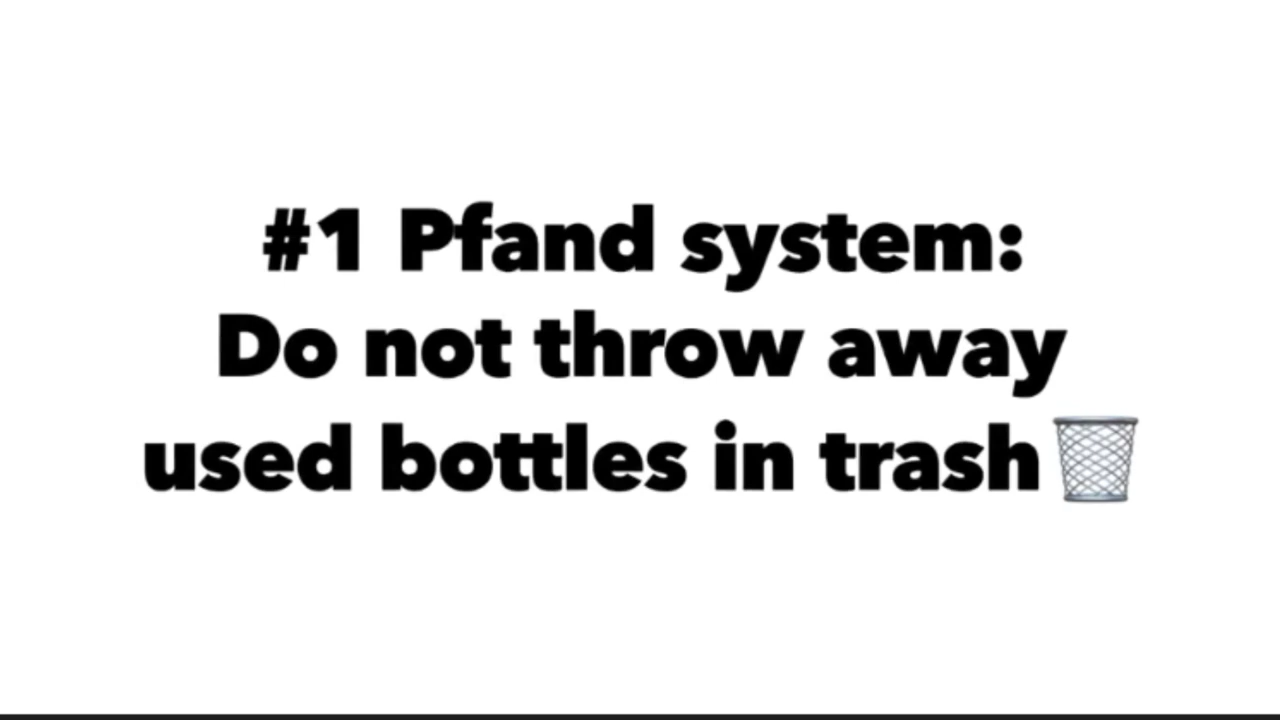 #1 Pfand system:
Do not throw away
used bottles in trash🗑️